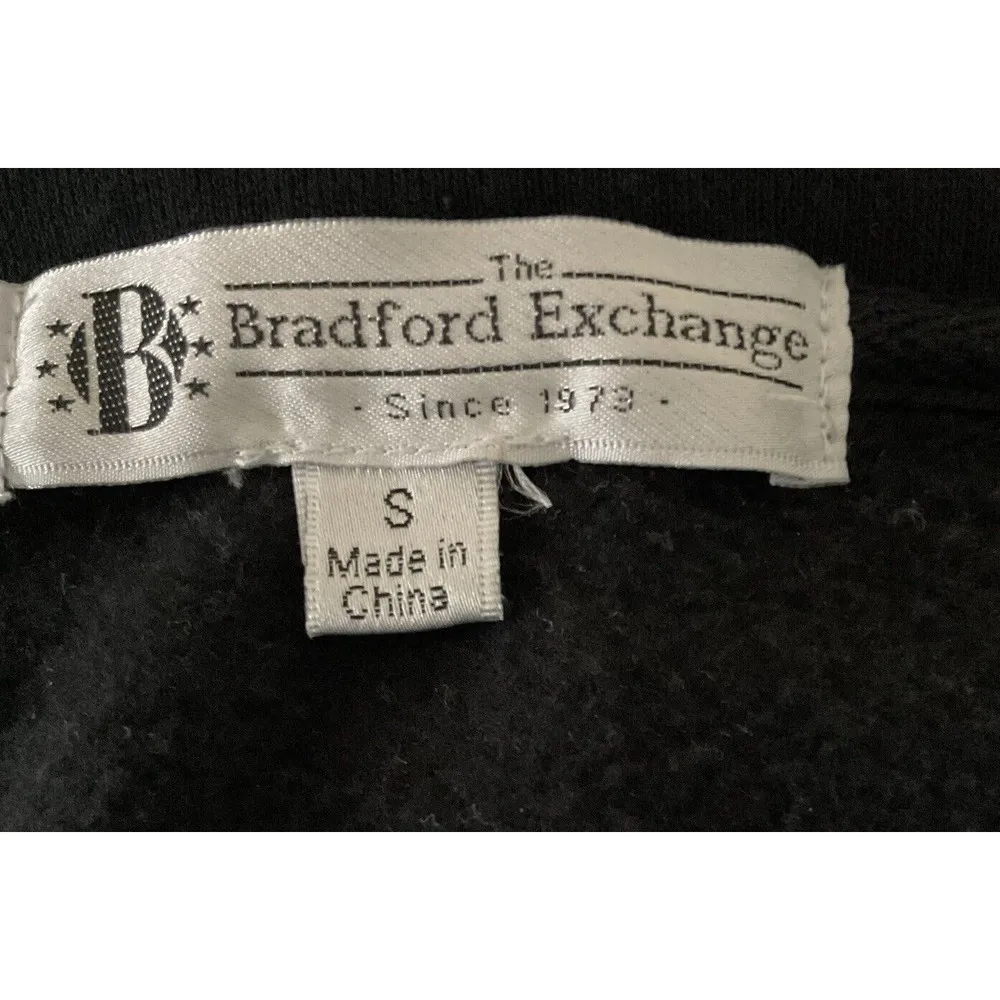 B
The
Bradford Exchange
- Since 1973 -
S
Made in
China